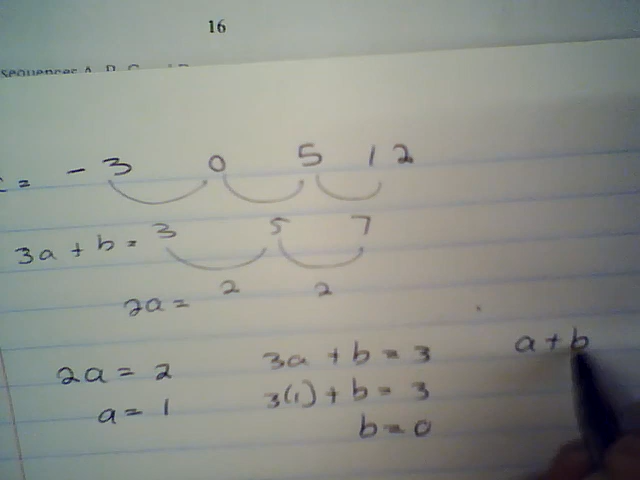 16
sequences A, B, C
= -3 0 5 12
3a + b = 3 5 7
2a = 2 2
2a = 2 3a + b = 3 a + b
a = 1 3(1) + b = 3
b = 0